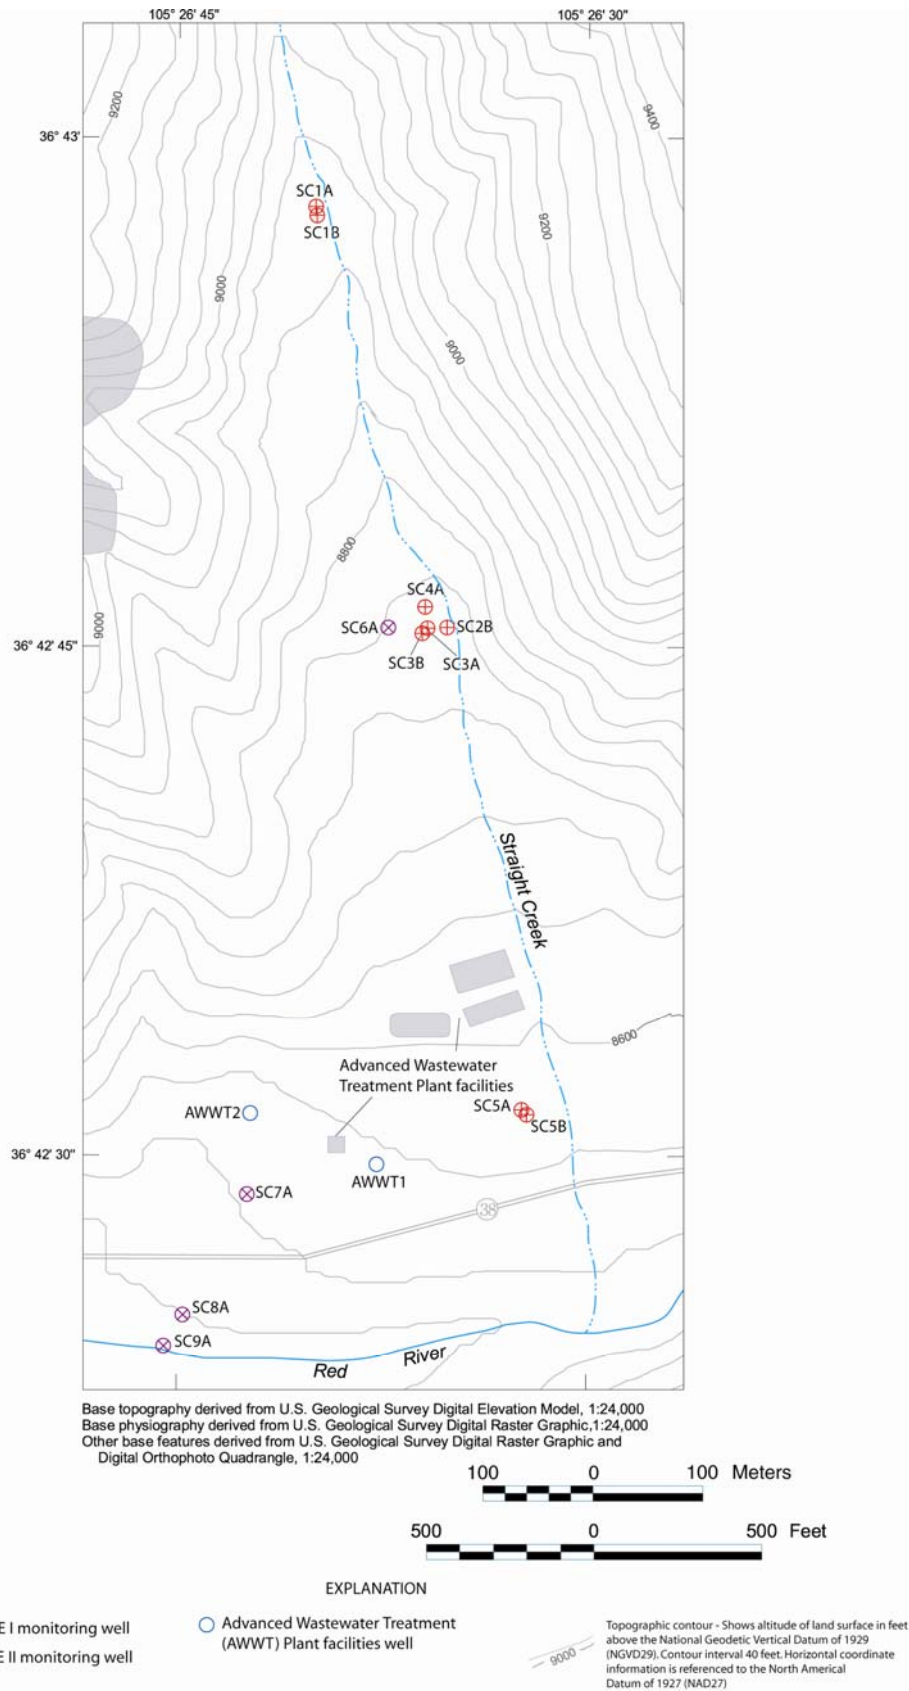 105° 26' 45"
105° 26' 30"
9200
9400
36° 43'
SC1A
9200
SC1B
9000
9000
8800
SC4A
9000
SC6A
SC2B
36° 42' 45"
SC3B
SC3A
Straight Creek
8600
Advanced Wastewater
Treatment Plant facilities
SC5A
AWWT2
SC5B
36° 42' 30"
AWWT1
SC7A
38
SC8A
SC9A
River
Red
Base topography derived from U.S. Geological Survey Digital Elevation Model, 1:24,000
Base physiography derived from U.S. Geological Survey Digital Raster Graphic,1:24,000
Other base features derived from U.S. Geological Survey Digital Raster Graphic and
Digital Orthophoto Quadrangle, 1:24,000
100 0 100 Meters
500 0 500 Feet
EXPLANATION
E I monitoring well
E II monitoring well
Advanced Wastewater Treatment
(AWWT) Plant facilities well
9000
Topographic contour - Shows altitude of land surface in feet
above the National Geodetic Vertical Datum of 1929
(NGVD29). Contour interval 40 feet. Horizontal coordinate
information is referenced to the North Americal
Datum of 1927 (NAD27)